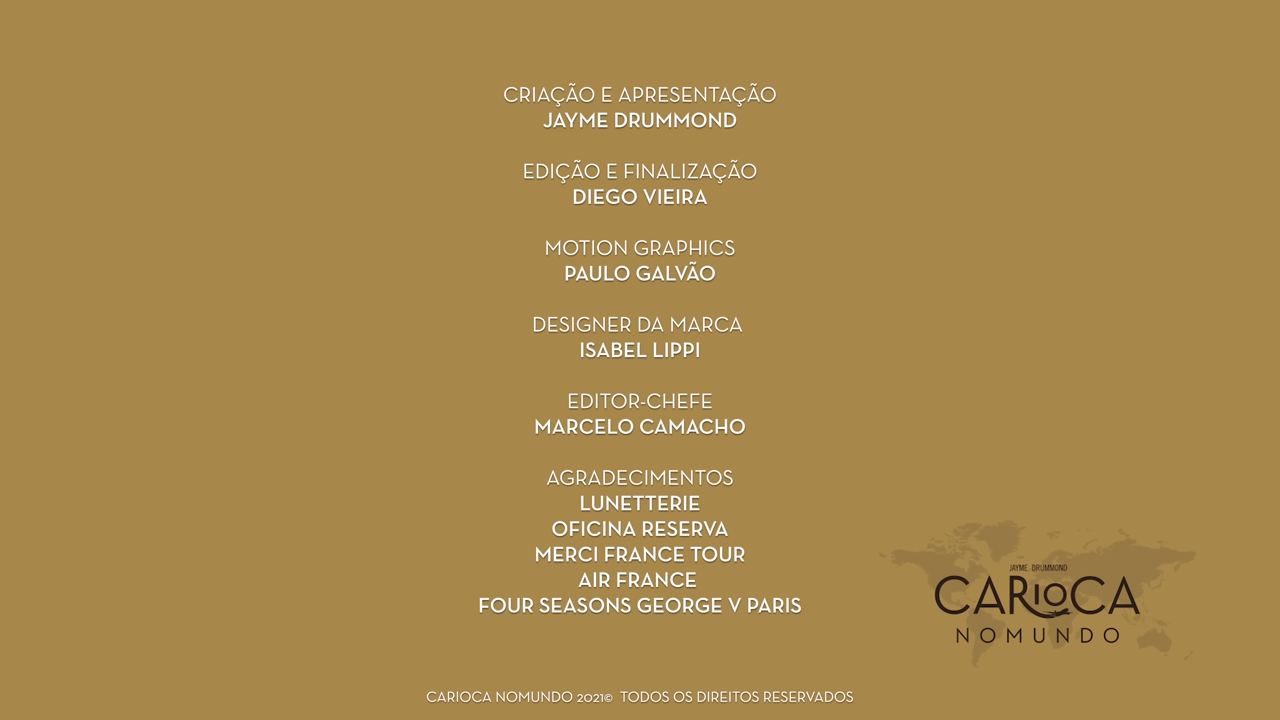 CRIAÇÃO E APRESENTAÇÃO
JAYME DRUMMOND
EDIÇÃO E FINALIZAÇÃO
DIEGO VIEIRA
MOTION GRAPHICS
PAULO GALVÃO
DESIGNER DA MARCA
ISABEL LIPPI
EDITOR-CHEFE
MARCELO CAMACHO
AGRADECIMENTOS
LUNETTERIE
OFICINA RESERVA
MERCI FRANCE TOUR
AIR FRANCE
FOUR SEASONS GEORGE V PARIS
JAYME DRUMMOND
CARIOCA
NOMUNDO
CARIOCA NOMUNDO 2021© TODOS OS DIREITOS RESERVADOS